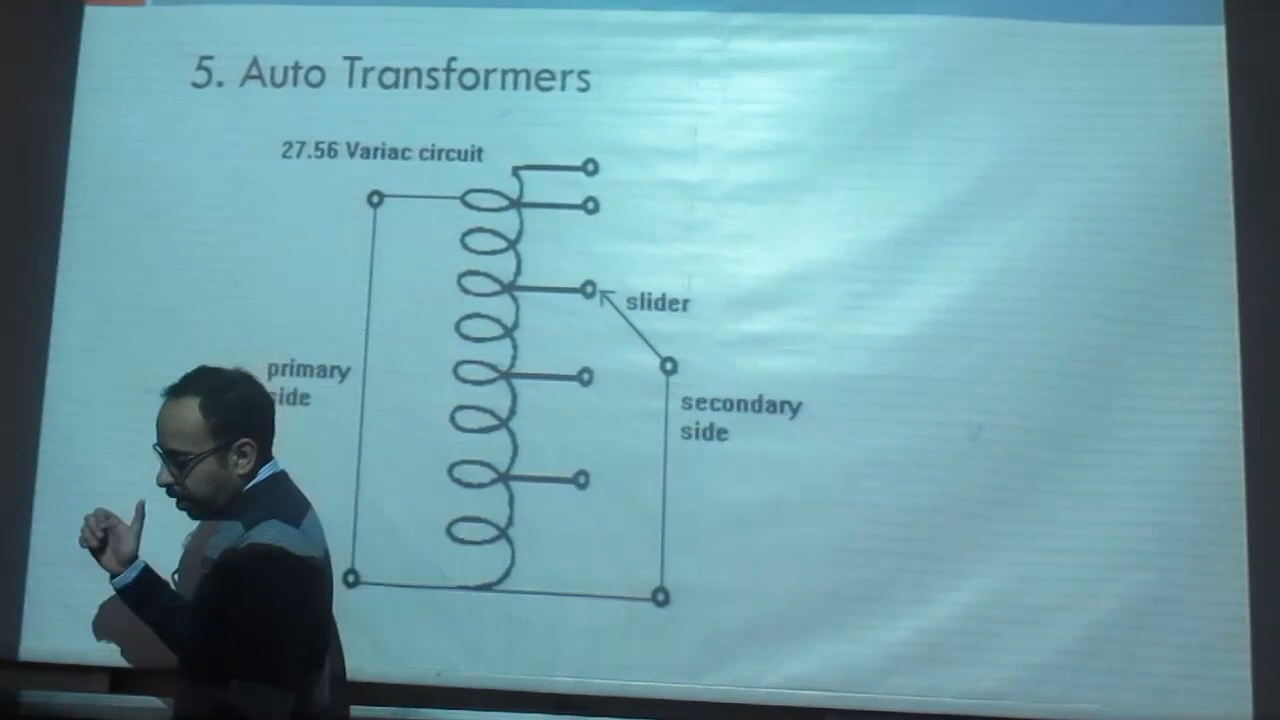 5. Auto Transformers
27.56 Variac circuit
slider
primary
side
secondary
side